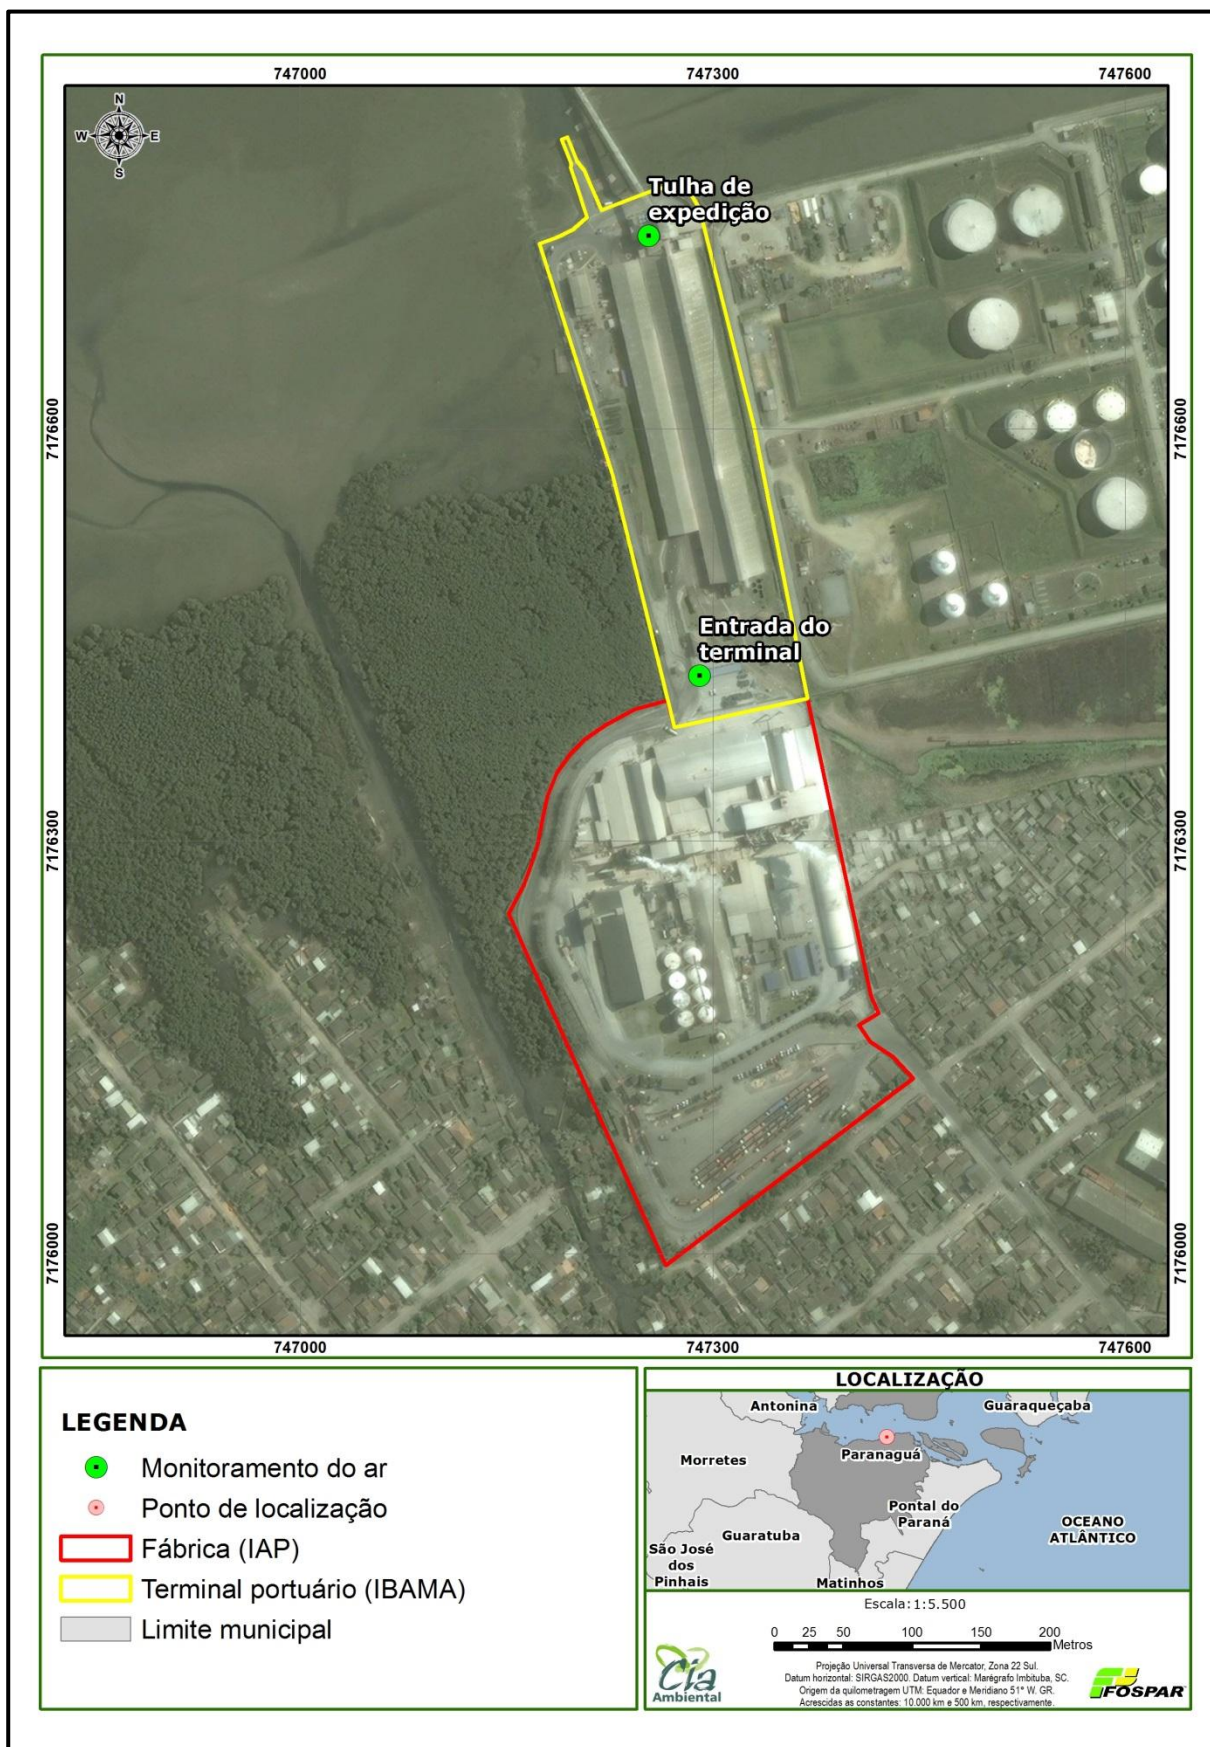 747000
747300
747600
N
W
E
S
Tulha de
expedição
7176600
7176600
Entrada do
terminal
7176300
7176300
7176000
7176000
747000
747300
747600
LEGENDA
Monitoramento do ar
Ponto de localização
Fábrica (IAP)
Terminal portuário (IBAMA)
Limite municipal
LOCALIZAÇÃO
Antonina
Guaraqueçaba
Morretes
Paranaguá
Pontal do
Paraná
Guaratuba
OCEANO
ATLÂNTICO
São José
dos
Pinhais
Matinhos
Escala: 1:5.500
0 25 50 100 150 200
Metros
Cia
Ambiental
Projeção Universal Transversa de Mercator, Zona 22 Sul.
Datum horizontal: SIRGAS2000. Datum vertical: Marégrafo Imbituba, SC.
Origem da quilometragem UTM: Equador e Meridiano 51° W. GR.
Acrescidas as constantes: 10.000 km e 500 km, respectivamente.
FOSPAR